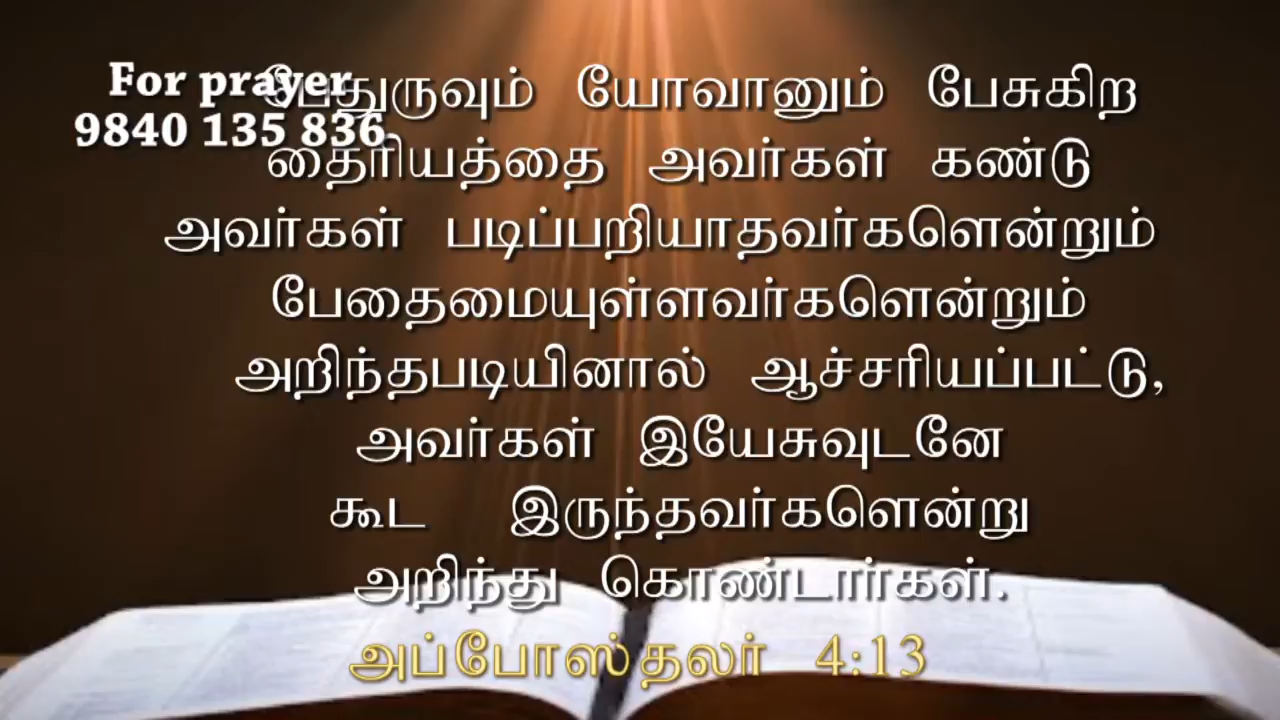 For prayer
9840 135 836
பேதுருவும் யோவானும் பேசுகிற
தைரியத்தை அவர்கள் கண்டு
அவர்கள் படிப்பறியாதவர்களென்றும்
பேதைமையுள்ளவர்களென்றும்
அறிந்தபடியினால் ஆச்சரியப்பட்டு,
அவர்கள் இயேசுவுடனே
கூட இருந்தவர்களென்று
அறிந்து கொண்டார்கள்.
அப்போஸ்தலர் 4:13